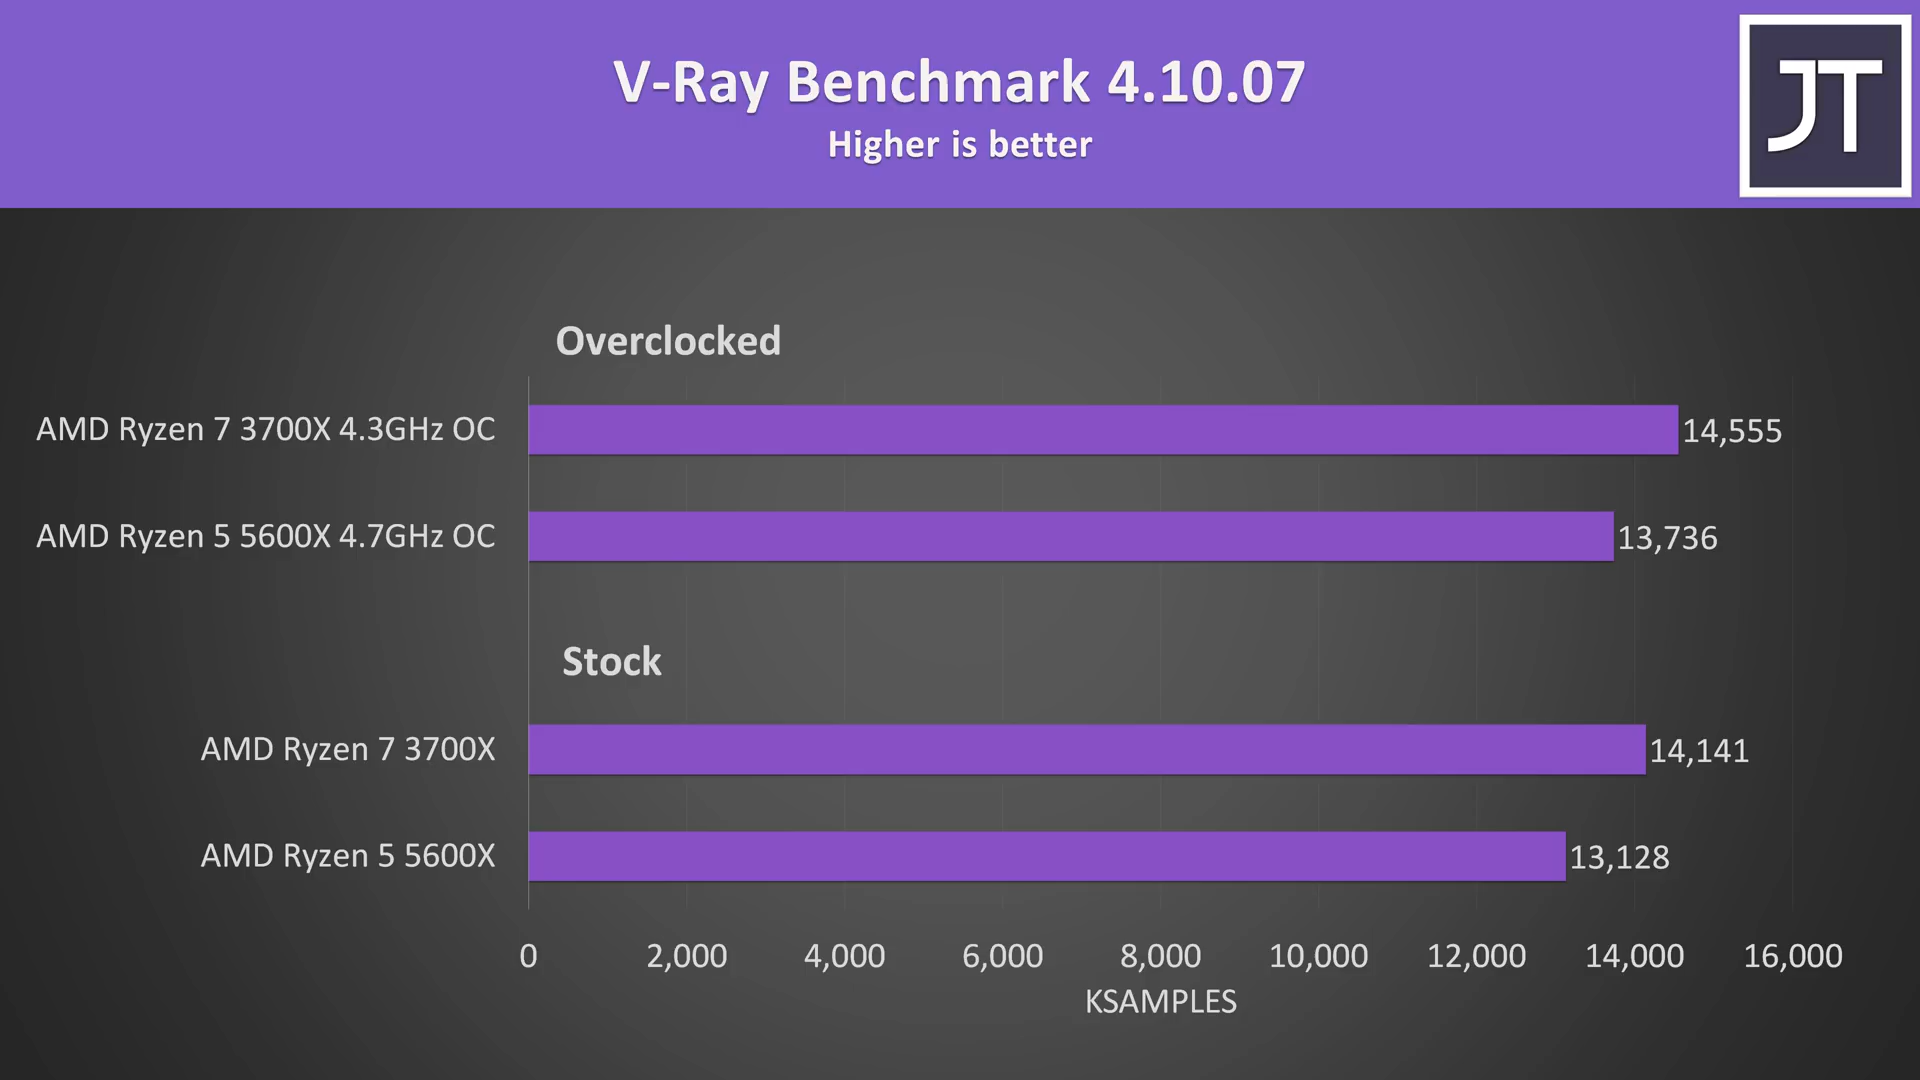 V-Ray Benchmark 4.10.07
Higher is better
JT
Overclocked
AMD Ryzen 7 3700X 4.3GHz OC 14,555
AMD Ryzen 5 5600X 4.7GHz OC 13,736
Stock
AMD Ryzen 7 3700X 14,141
AMD Ryzen 5 5600X 13,128
0 2,000 4,000 6,000 8,000 10,000 12,000 14,000 16,000
KSAMPLES